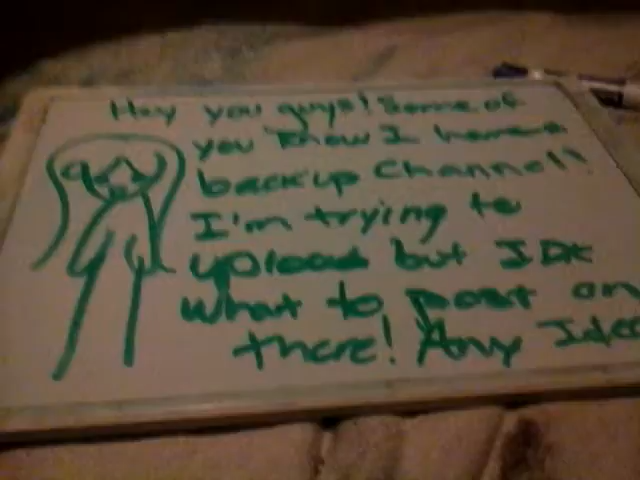 Hey you guys! Some of
you know I have a
backup channel!
I'm trying to
upload but IDK
what to post on
there! Any Idea